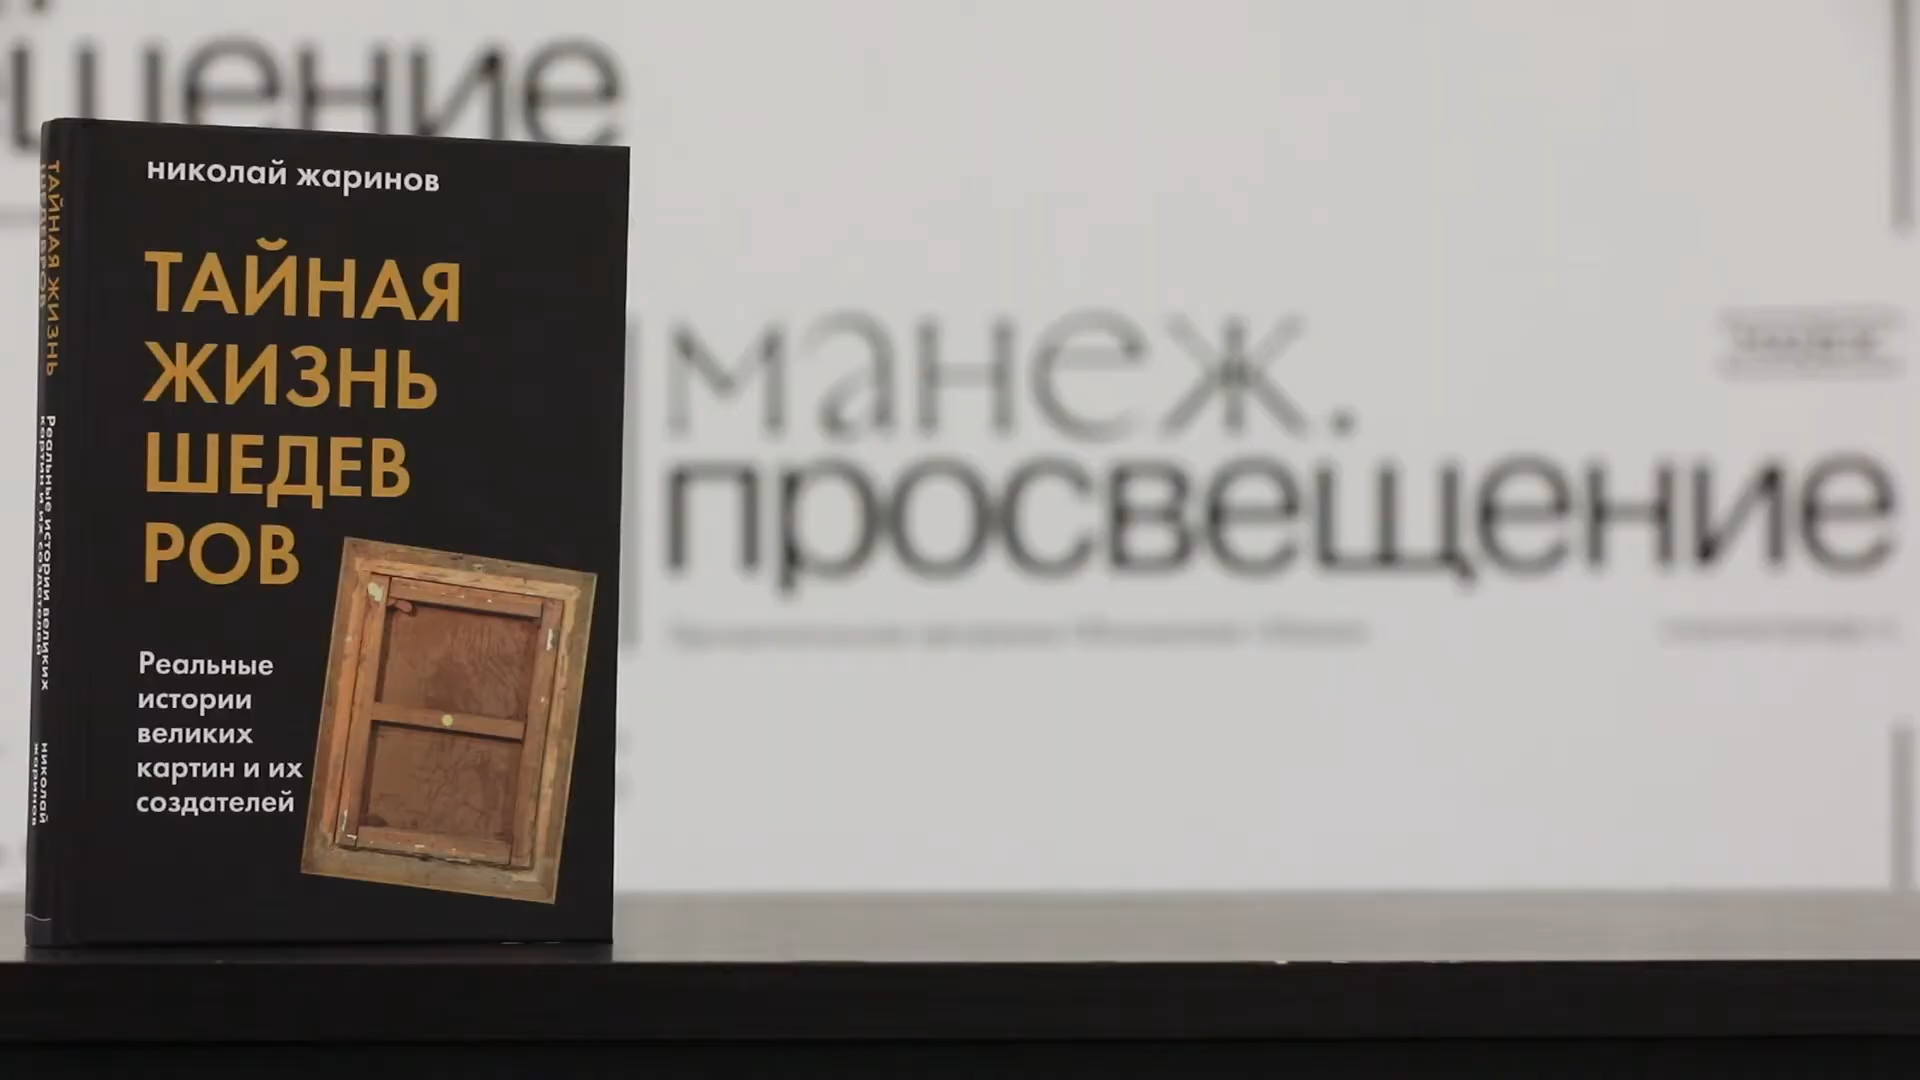 щение
николай жаринов
ТАЙНАЯ
ЖИЗНЬ
ШЕДЕВ
РОВ
Реальные
истории
великих
картин и их
создателей
ТАЙНАЯ ЖИЗНЬ
ШЕДЕВРОВ
Реальные истории великих
картин и их создателей
николай
жаринов
манеж.
просвещение